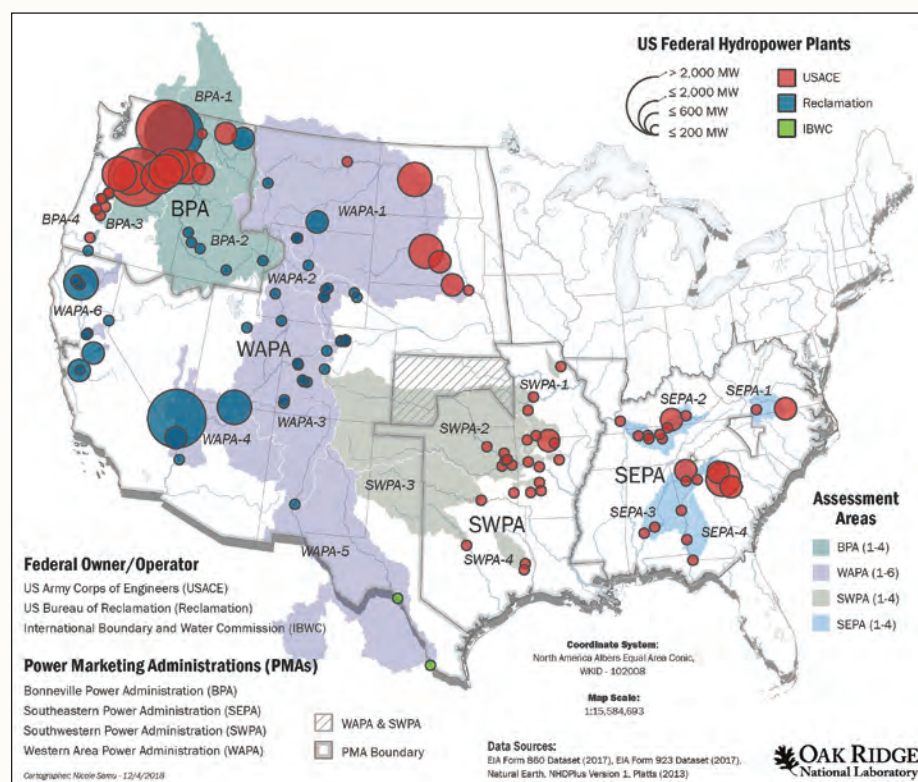 US Federal Hydropower Plants
> 2,000 MW
≤ 2,000 MW
≤ 600 MW
≤ 200 MW
USACE
Reclamation
IBWC
BPA-1
BPA-4
BPA-3
BPA
BPA-2
WAPA-1
WAPA-2
WAPA-6
WAPA
WAPA-3
WAPA-4
WAPA-5
SWPA-1
SWPA-2
SWPA-3
SWPA
SWPA-4
SEPA-1
SEPA-2
SEPA
SEPA-3
SEPA-4
Assessment
Areas
BPA (1-4)
WAPA (1-6)
SWPA (1-4)
SEPA (1-4)
Federal Owner/Operator
US Army Corps of Engineers (USACE)
US Bureau of Reclamation (Reclamation)
International Boundary and Water Commission (IBWC)
Power Marketing Administrations (PMAs)
Bonneville Power Administration (BPA)
Southeastern Power Administration (SEPA)
Southwestern Power Administration (SWPA)
Western Area Power Administration (WAPA)
WAPA & SWPA
PMA Boundary
Coordinate System:
North America Albers Equal Area Conic,
WKID - 102008
Map Scale:
1:15,584,693
Data Sources:
EIA Form 860 Dataset (2017), EIA Form 923 Dataset (2017),
Natural Earth, NHDPlus Version 1, Platts (2013)
Cartographer: Nicole Samu - 12/4/2018
OAK RIDGE
National Laboratory